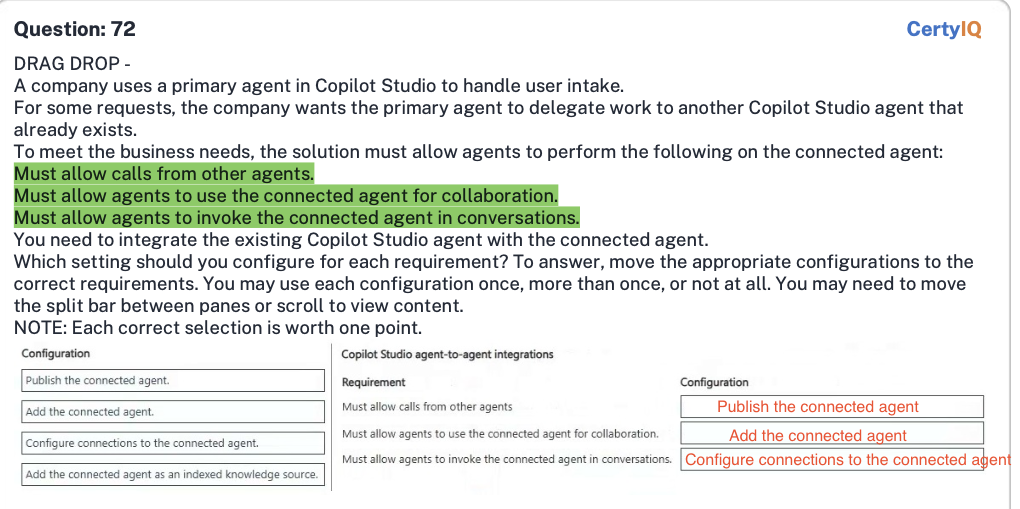 Question: 72
CertyIQ
DRAG DROP -
A company uses a primary agent in Copilot Studio to handle user intake.
For some requests, the company wants the primary agent to delegate work to another Copilot Studio agent that
already exists.
To meet the business needs, the solution must allow agents to perform the following on the connected agent:
Must allow calls from other agents.
Must allow agents to use the connected agent for collaboration.
Must allow agents to invoke the connected agent in conversations.
You need to integrate the existing Copilot Studio agent with the connected agent.
Which setting should you configure for each requirement? To answer, move the appropriate configurations to the
correct requirements. You may use each configuration once, more than once, or not at all. You may need to move
the split bar between panes or scroll to view content.
NOTE: Each correct selection is worth one point.
Configuration
Publish the connected agent.
Add the connected agent.
Configure connections to the connected agent.
Add the connected agent as an indexed knowledge source.
Copilot Studio agent-to-agent integrations
Requirement
Configuration
Must allow calls from other agents
Publish the connected agent
Must allow agents to use the connected agent for collaboration.
Add the connected agent
Must allow agents to invoke the connected agent in conversations.
Configure connections to the connected agent